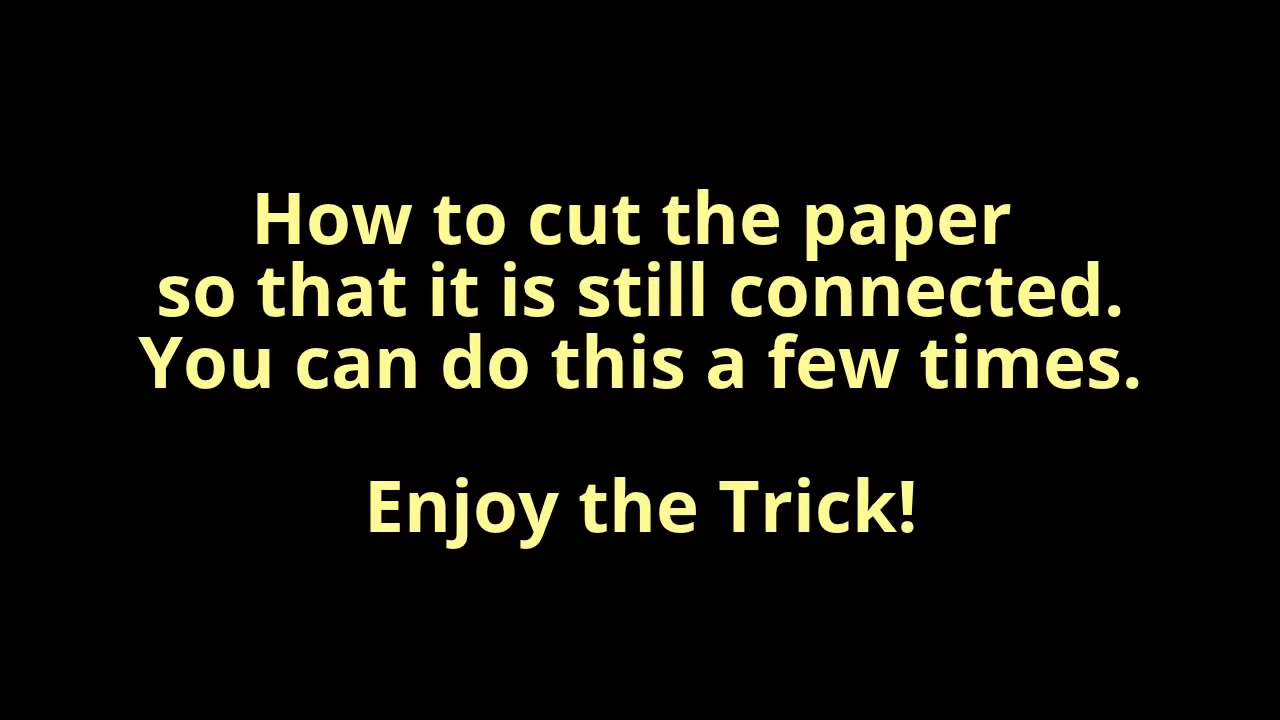 How to cut the paper
so that it is still connected.
You can do this a few times.
Enjoy the Trick!